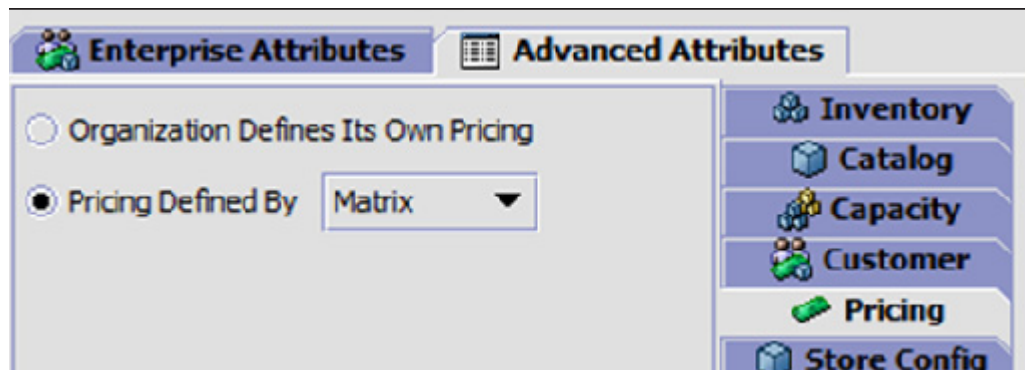 Enterprise Attributes
Advanced Attributes
Organization Defines Its Own Pricing
Pricing Defined By
Matrix
Inventory
Catalog
Capacity
Customer
Pricing
Store Config